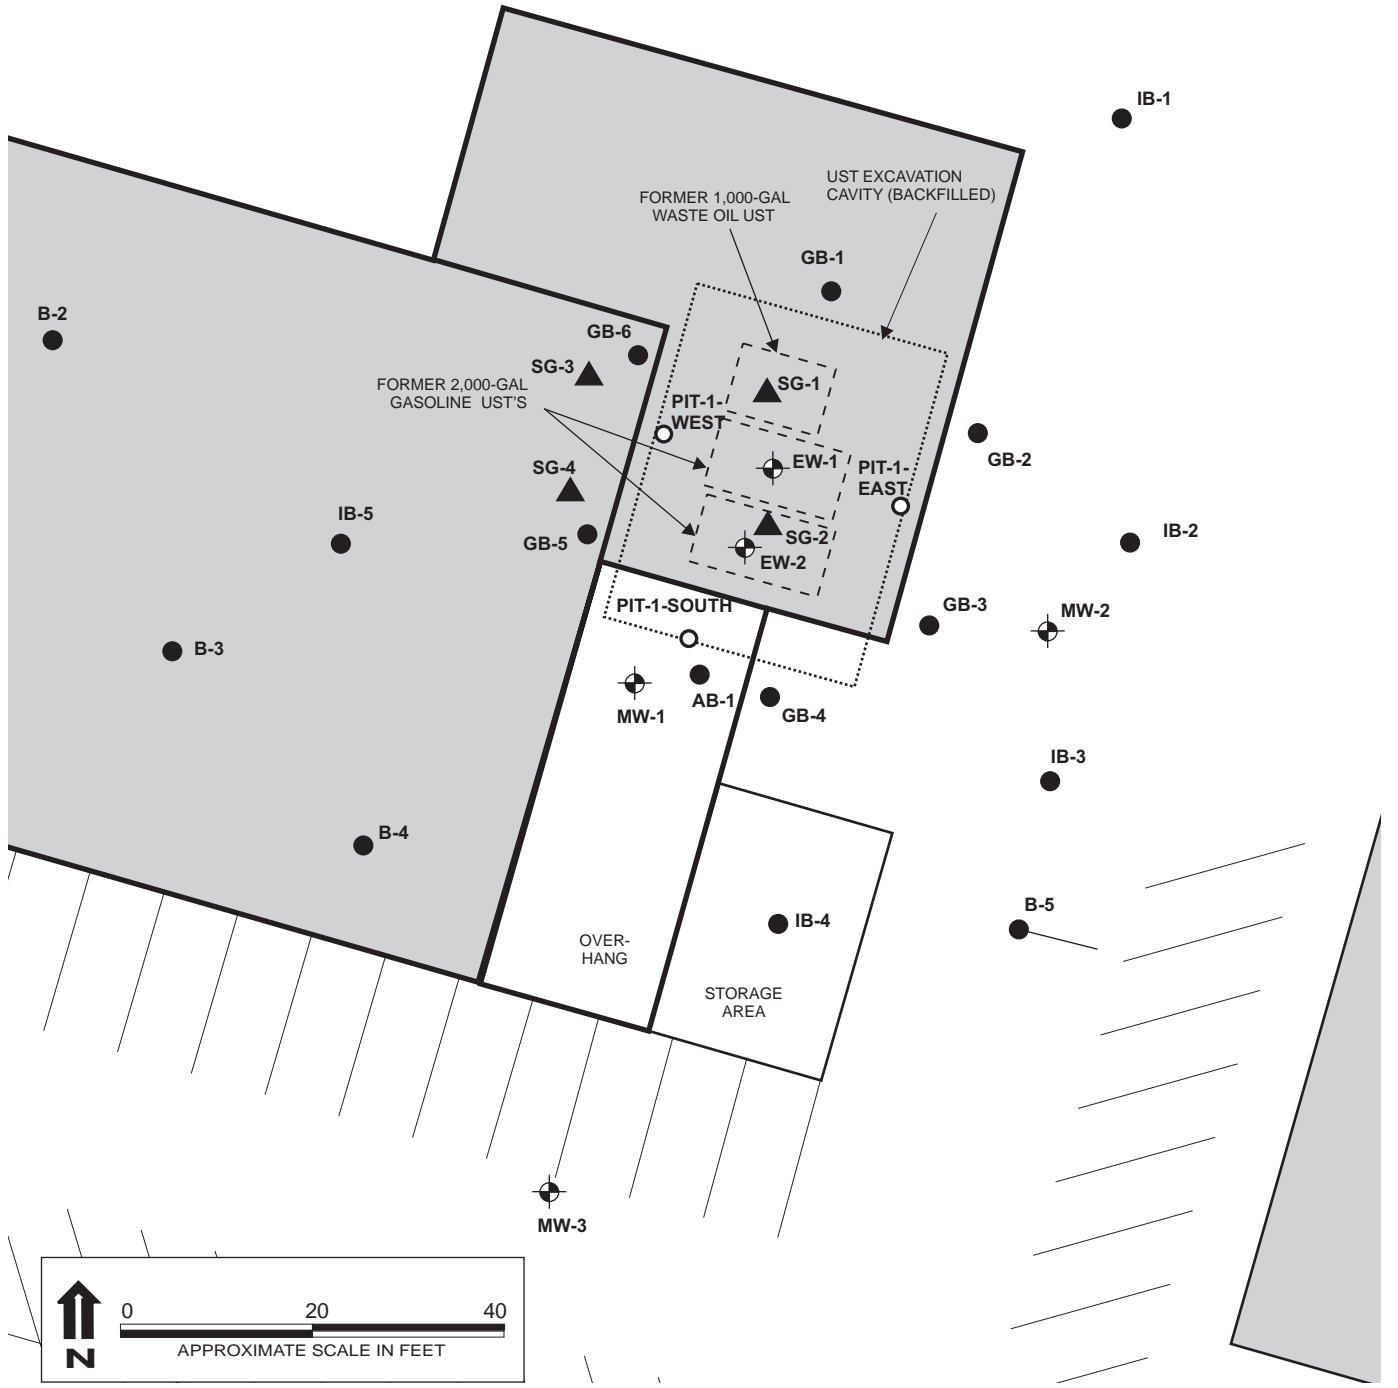 IB-1
UST EXCAVATION
CAVITY (BACKFILLED)
FORMER 1,000-GAL
WASTE OIL UST
GB-1
B-2
GB-6
SG-3
FORMER 2,000-GAL
GASOLINE UST'S
SG-1
PIT-1-
WEST
GB-2
EW-1
PIT-1-
EAST
SG-4
IB-5
GB-5
SG-2
EW-2
IB-2
PIT-1-SOUTH
GB-3
MW-2
B-3
AB-1
MW-1
GB-4
IB-3
B-4
B-5
IB-4
OVER-
HANG
STORAGE
AREA
MW-3
0 20 40
APPROXIMATE SCALE IN FEET
N